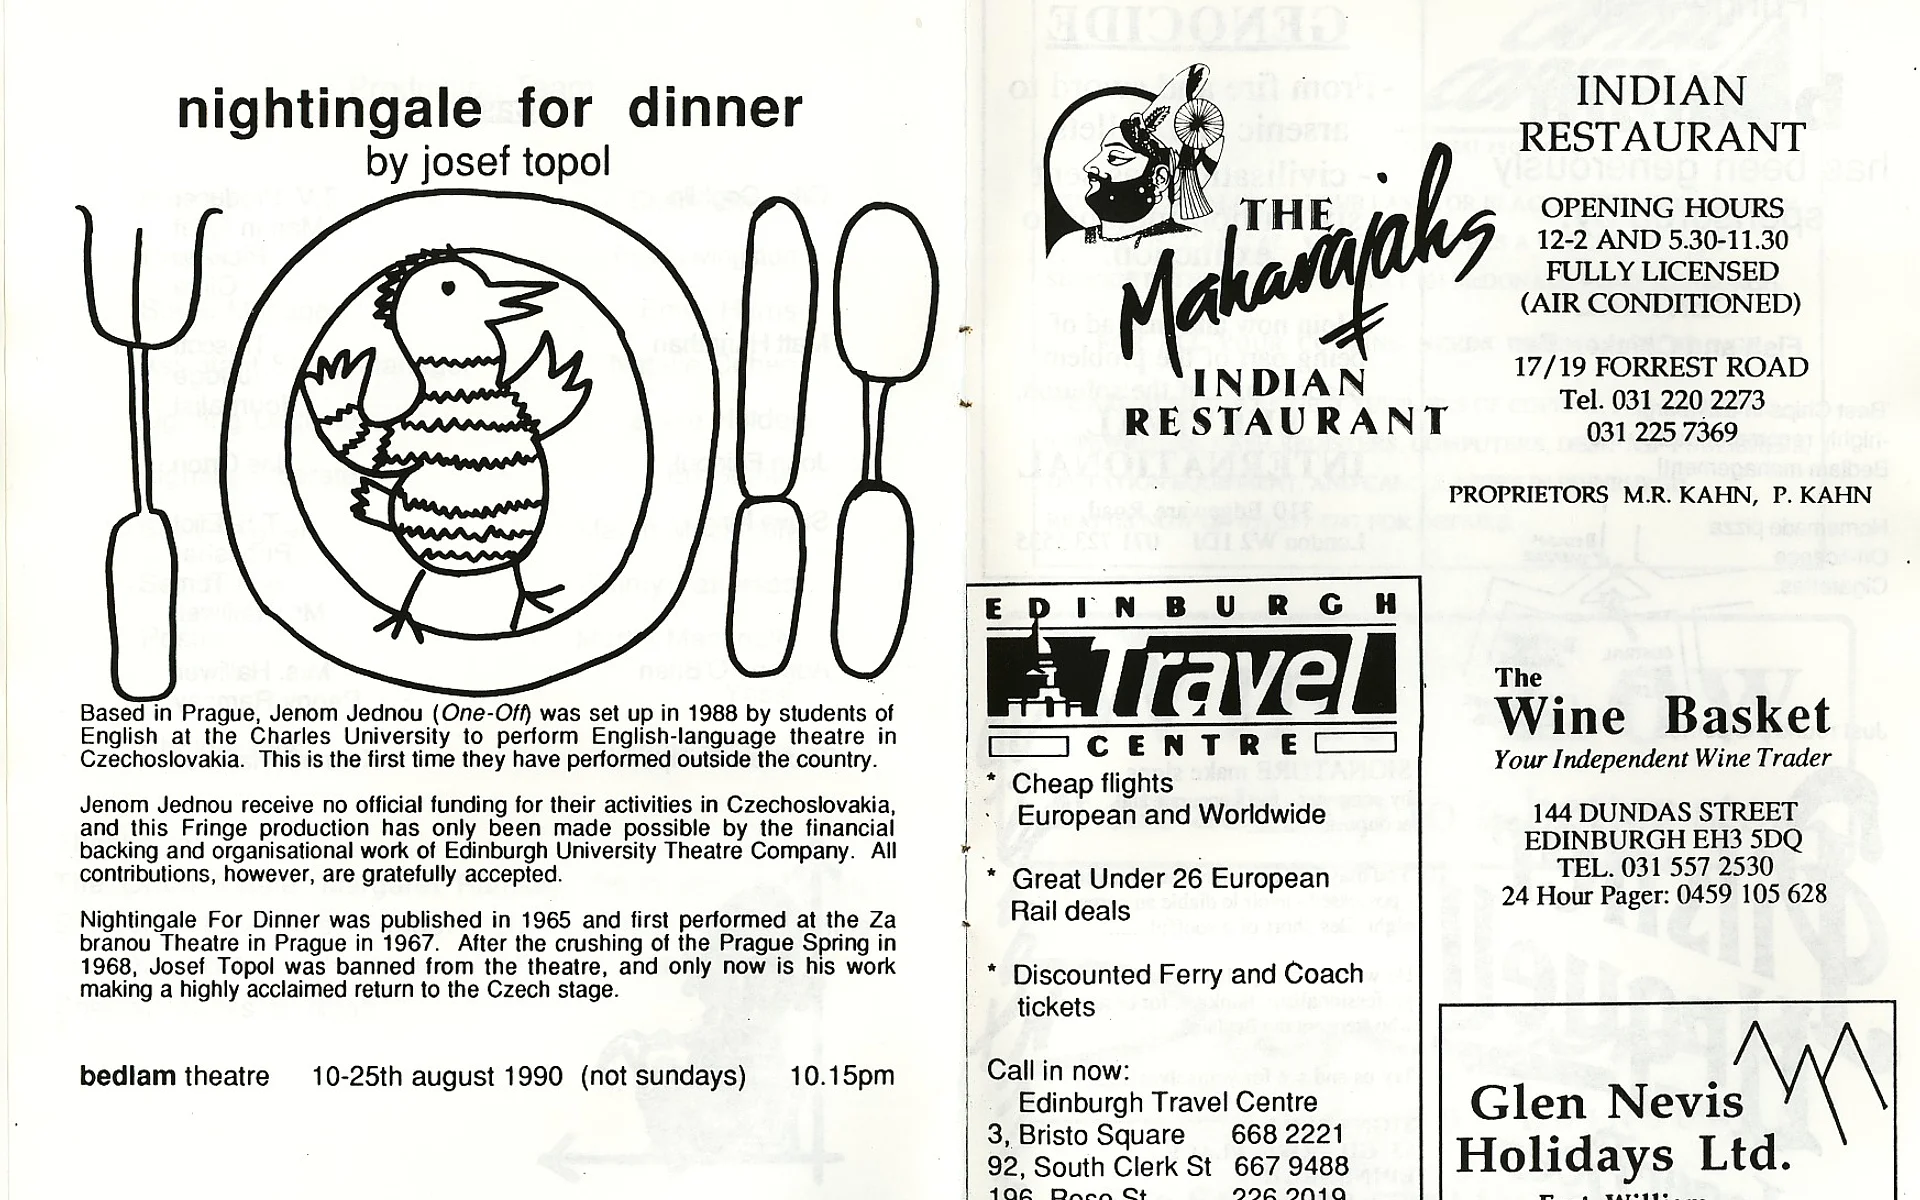 nightingale for dinner
by josef topol
Based in Prague, Jenom Jednou (One-Off) was set up in 1988 by students of
English at the Charles University to perform English-language theatre in
Czechoslovakia. This is the first time they have performed outside the country.
Jenom Jednou receive no official funding for their activities in Czechoslovakia,
and this Fringe production has only been made possible by the financial
backing and organisational work of Edinburgh University Theatre Company. All
contributions, however, are gratefully accepted.
Nightingale For Dinner was published in 1965 and first performed at the Za
branou Theatre in Prague in 1967. After the crushing of the Prague Spring in
1968, Josef Topol was banned from the theatre, and only now is his work
making a highly acclaimed return to the Czech stage.
bedlam theatre 10-25th august 1990 (not sundays) 10.15pm
THE
Maharajahs
INDIAN
RESTAURANT
INDIAN
RESTAURANT
OPENING HOURS
12-2 AND 5.30-11.30
FULLY LICENSED
(AIR CONDITIONED)
17/19 FORREST ROAD
Tel. 031 220 2273
031 225 7369
PROPRIETORS M.R. KAHN, P. KAHN
EDINBURGH
Travel
CENTRE
* Cheap flights
European and Worldwide
* Great Under 26 European
Rail deals
* Discounted Ferry and Coach
tickets
Call in now:
Edinburgh Travel Centre
3, Bristo Square 668 2221
92, South Clerk St 667 9488
196, Rose St 226 2019
The
Wine Basket
Your Independent Wine Trader
144 DUNDAS STREET
EDINBURGH EH3 5DQ
TEL. 031 557 2530
24 Hour Pager: 0459 105 628
Glen Nevis
Holidays Ltd.
Fort William